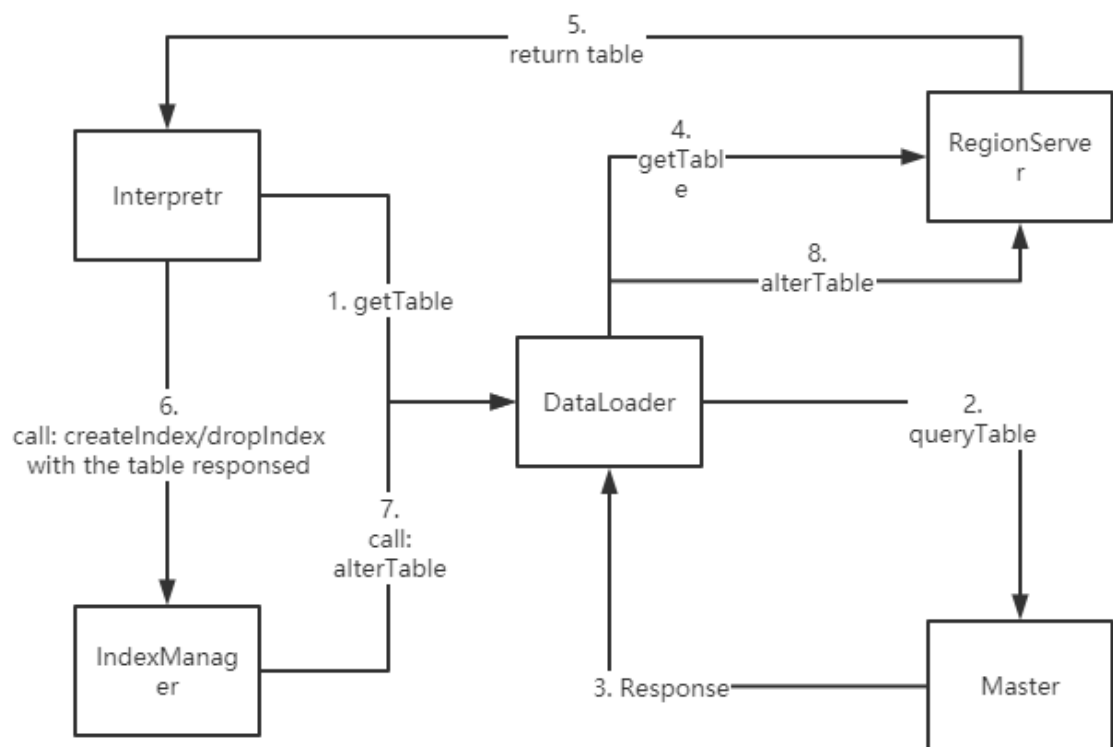 5.
return table
4.
getTabl
e
RegionServe
r
Interpretr
8.
alterTable
1. getTable
DataLoader
2.
queryTable
6.
call: createIndex/dropIndex
with the table responsed
7.
call:
alterTable
IndexManag
er
3. Response
Master